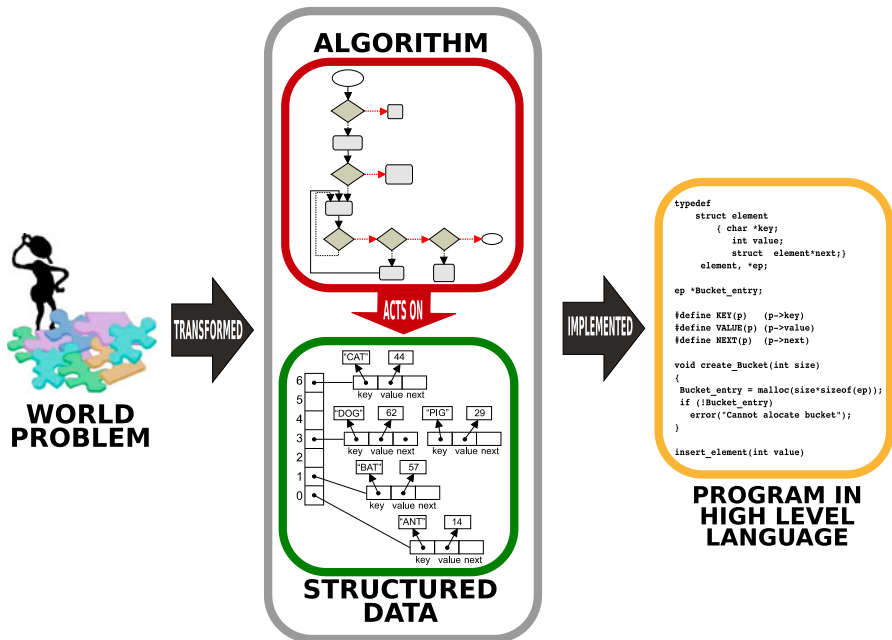 ALGORITHM
ACTS ON
WORLD
PROBLEM
TRANSFORMED
"CAT" 44
key value next
6
5
4
3
2
1
0
"DOG" 62 "PIG" 29
key value next key value next
"BAT" 57
key value next
"ANT" 14
key value next
STRUCTURED
DATA
IMPLEMENTED
typedef
struct element
{ char *key;
int value;
struct element*next;}
element, *ep;
ep *Bucket_entry;
#define KEY(p) (p->key)
#define VALUE(p) (p->value)
#define NEXT(p) (p->next)
void create_Bucket(int size)
{
Bucket_entry = malloc(size*sizeof(ep));
if (!Bucket_entry)
error("Cannot alocate bucket");
}
insert_element(int value)
PROGRAM IN
HIGH LEVEL
LANGUAGE